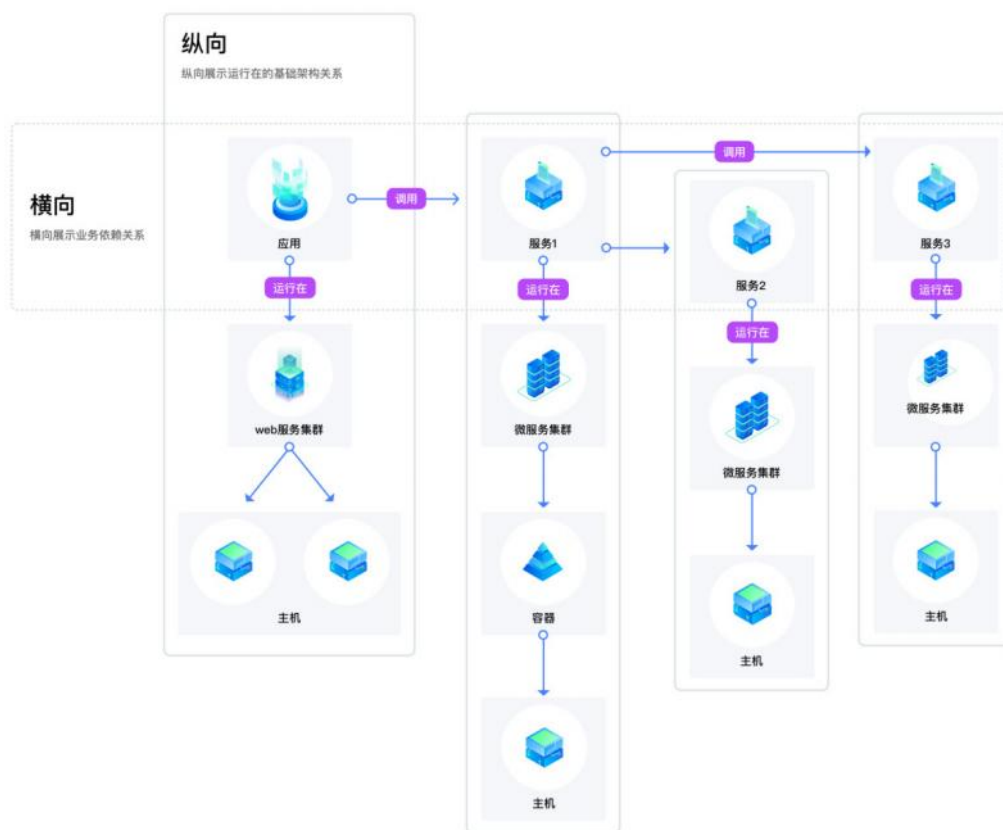 纵向
纵向展示运行在的基础架构关系
横向
横向展示业务依赖关系
调用
调用
应用
服务1
服务2
服务3
运行在
运行在
运行在
运行在
web服务集群
微服务集群
微服务集群
微服务集群
主机
容器
主机
主机
主机